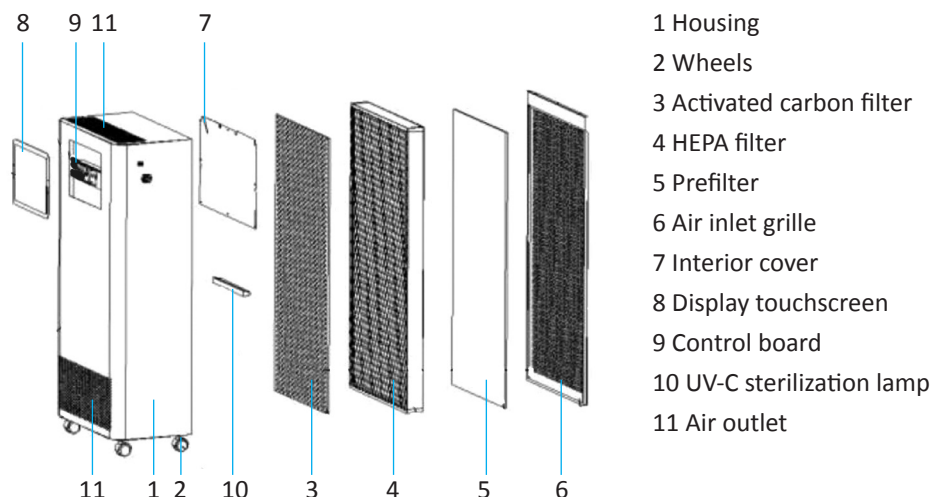 8 9 11 7
11 1 2 10 3 4 5 6
1 Housing
2 Wheels
3 Activated carbon filter
4 HEPA filter
5 Prefilter
6 Air inlet grille
7 Interior cover
8 Display touchscreen
9 Control board
10 UV-C sterilization lamp
11 Air outlet